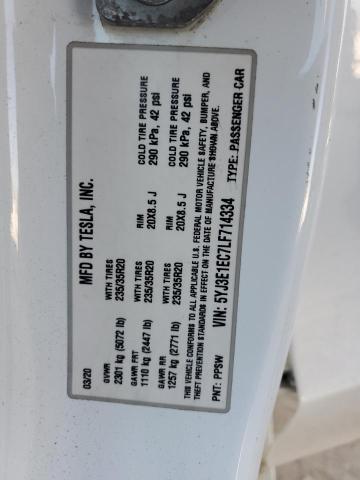 MFD BY TESLA, INC.
03/20
GVWR WITH TIRES RIM COLD TIRE PRESSURE
2301 kg (5072 lb) 235/35R20 20X8.5 J 290 kPa, 42 psi
GAWR FRT WITH TIRES RIM COLD TIRE PRESSURE
1110 kg (2447 lb) 235/35R20 20X8.5 J 290 kPa, 42 psi
GAWR RR WITH TIRES
1257 kg (2771 lb) 235/35R20
THIS VEHICLE CONFORMS TO ALL APPLICABLE U.S. FEDERAL MOTOR VEHICLE SAFETY, BUMPER, AND
THEFT PREVENTION STANDARDS IN EFFECT ON THE DATE OF MANUFACTURE SHOWN ABOVE.
VIN: 5YJ3E1EC7LF714334
PNT: PPSW TYPE: PASSENGER CAR